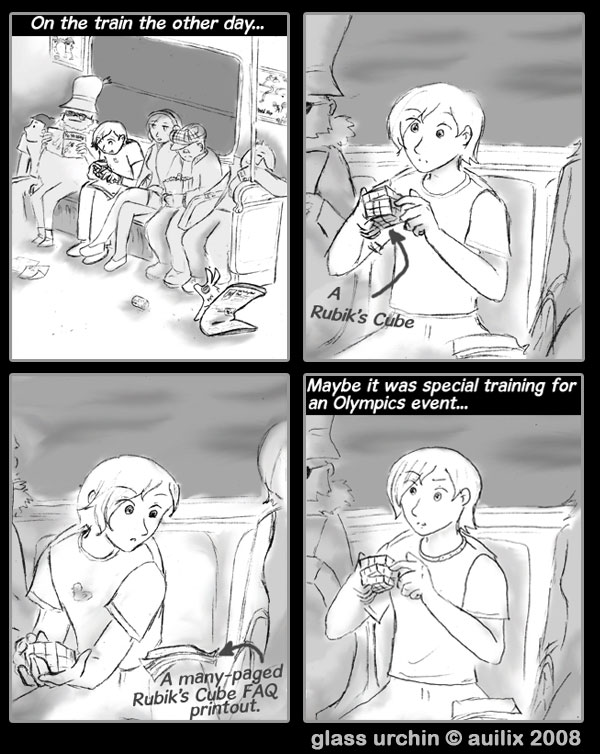 On the train the other day...
A
Rubik's Cube
A many-paged
Rubik's Cube FAQ
printout.
Maybe it was special training for
an Olympics event...
glass urchin © auilix 2008